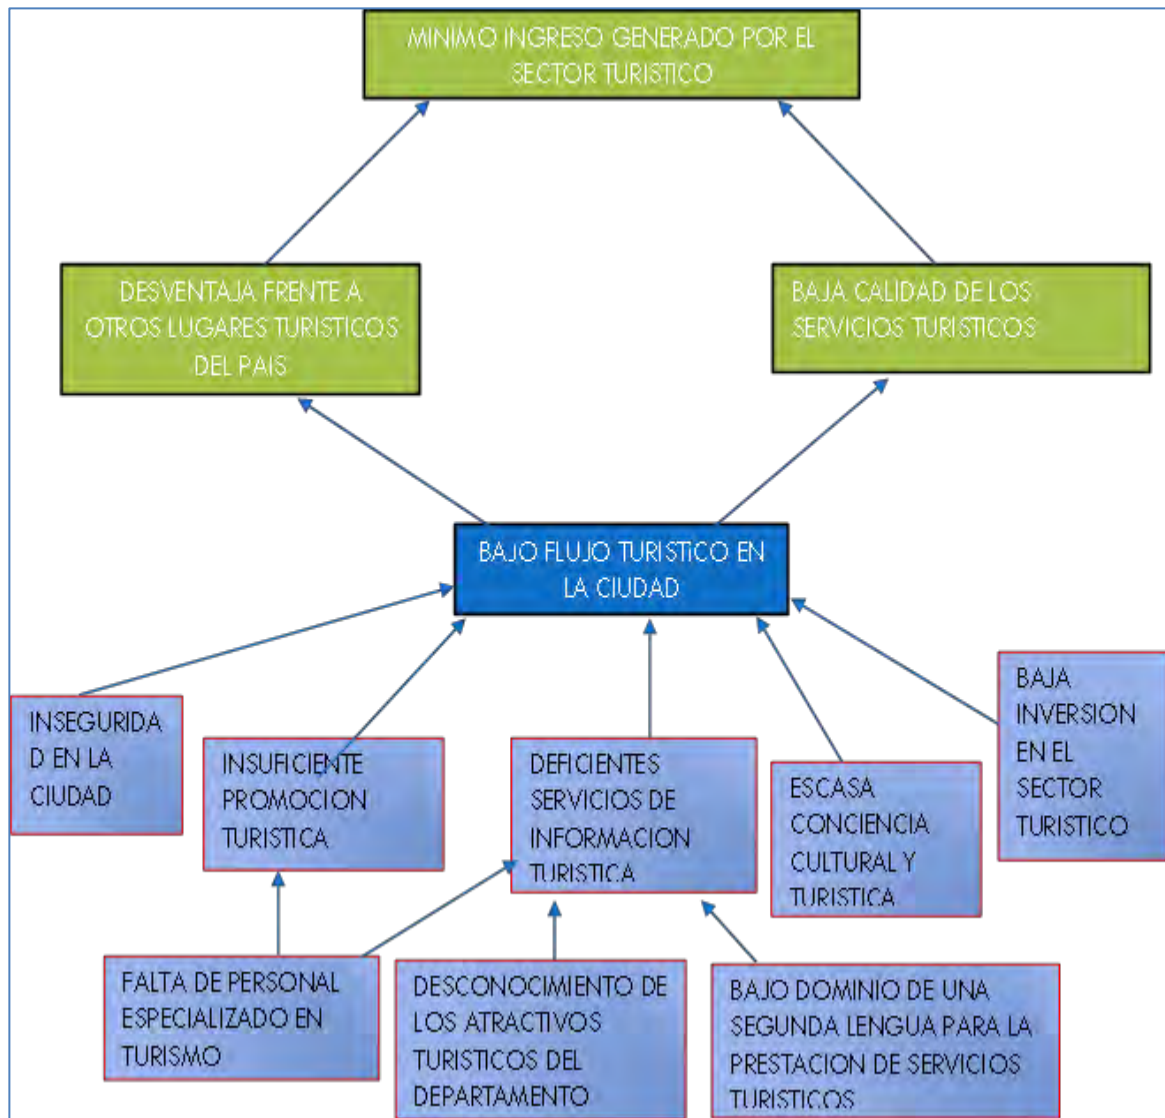 MINIMO INGRESO GENERADO POR EL
SECTOR TURISTICO
DESVENTAJA FRENTE A
OTROS LUGARES TURISTICOS
DEL PAIS
BAJA CALIDAD DE LOS
SERVICIOS TURISTICOS
BAJO FLUJO TURISTICO EN
LA CIUDAD
INSEGURIDA
D EN LA
CIUDAD
INSUFICIENTE
PROMOCION
TURISTICA
DEFICIENTES
SERVICIOS DE
INFORMACION
TURISTICA
ESCASA
CONCIENCIA
CULTURAL Y
TURISTICA
BAJA
INVERSION
EN EL
SECTOR
TURISTICO
FALTA DE PERSONAL
ESPECIALIZADO EN
TURISMO
DESCONOCIMIENTO DE
LOS ATRACTIVOS
TURISTICOS DEL
DEPARTAMENTO
BAJO DOMINIO DE UNA
SEGUNDA LENGUA PARA LA
PRESTACION DE SERVICIOS
TURISTICOS